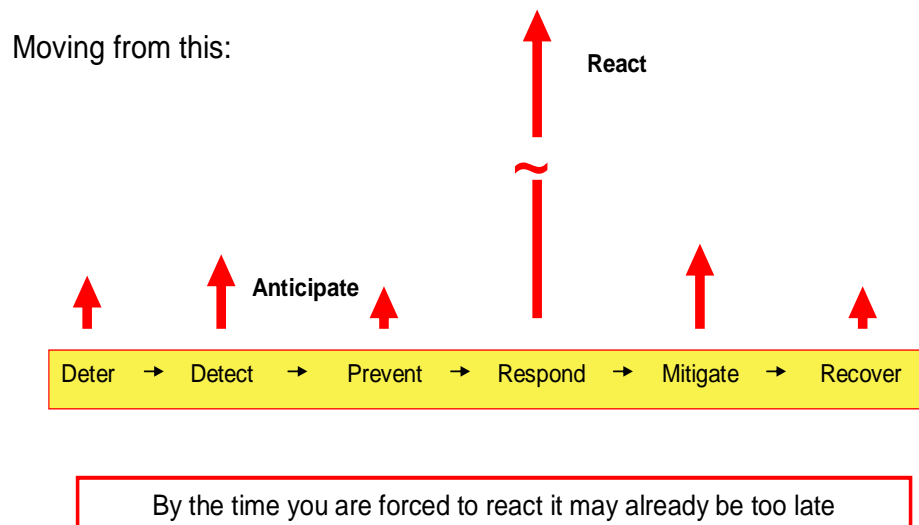 Moving from this:
React
Anticipate
Deter → Detect → Prevent → Respond → Mitigate → Recover
By the time you are forced to react it may already be too late